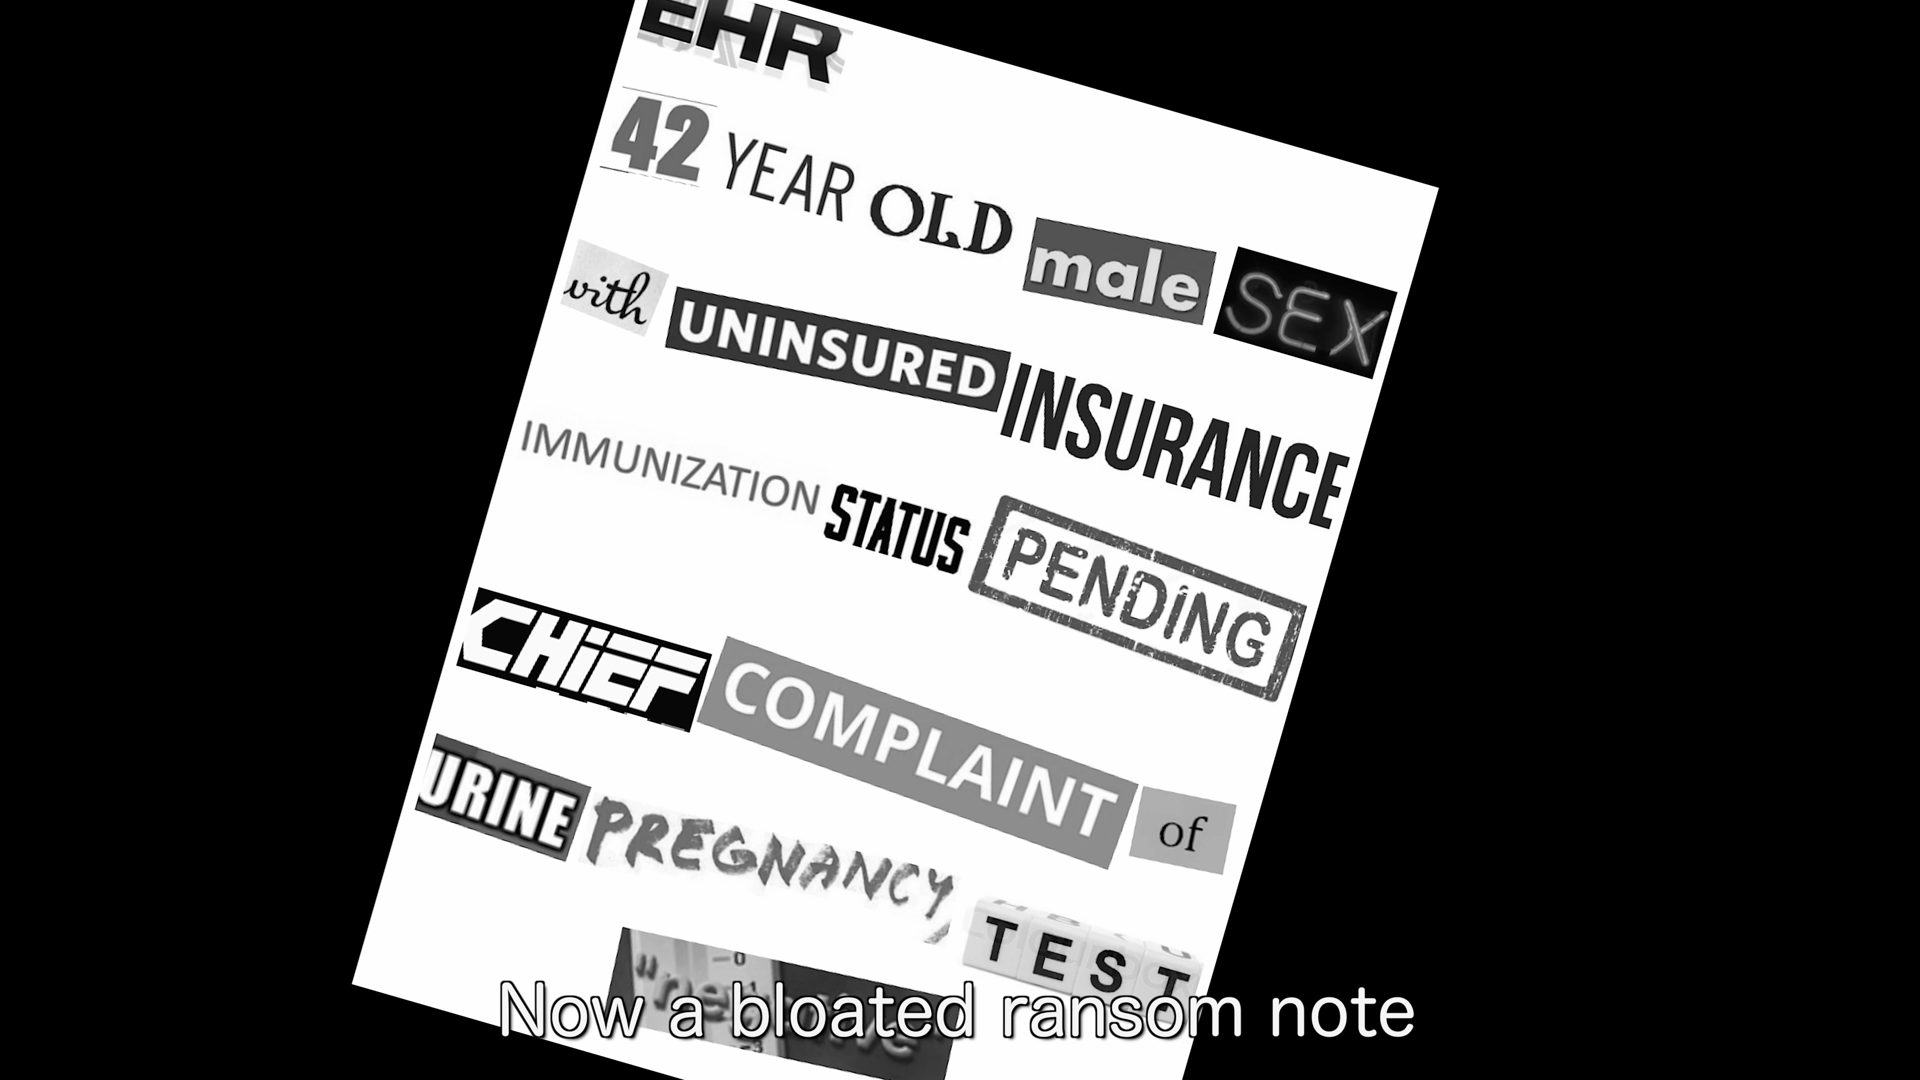 EHR
42 YEAR OLD male SEX
with UNINSURED INSURANCE
IMMUNIZATION STATUS PENDING
CHiEF COMPLAINT of
URINE PREGNANCY, TEST
"negative
Now a bloated ransom note